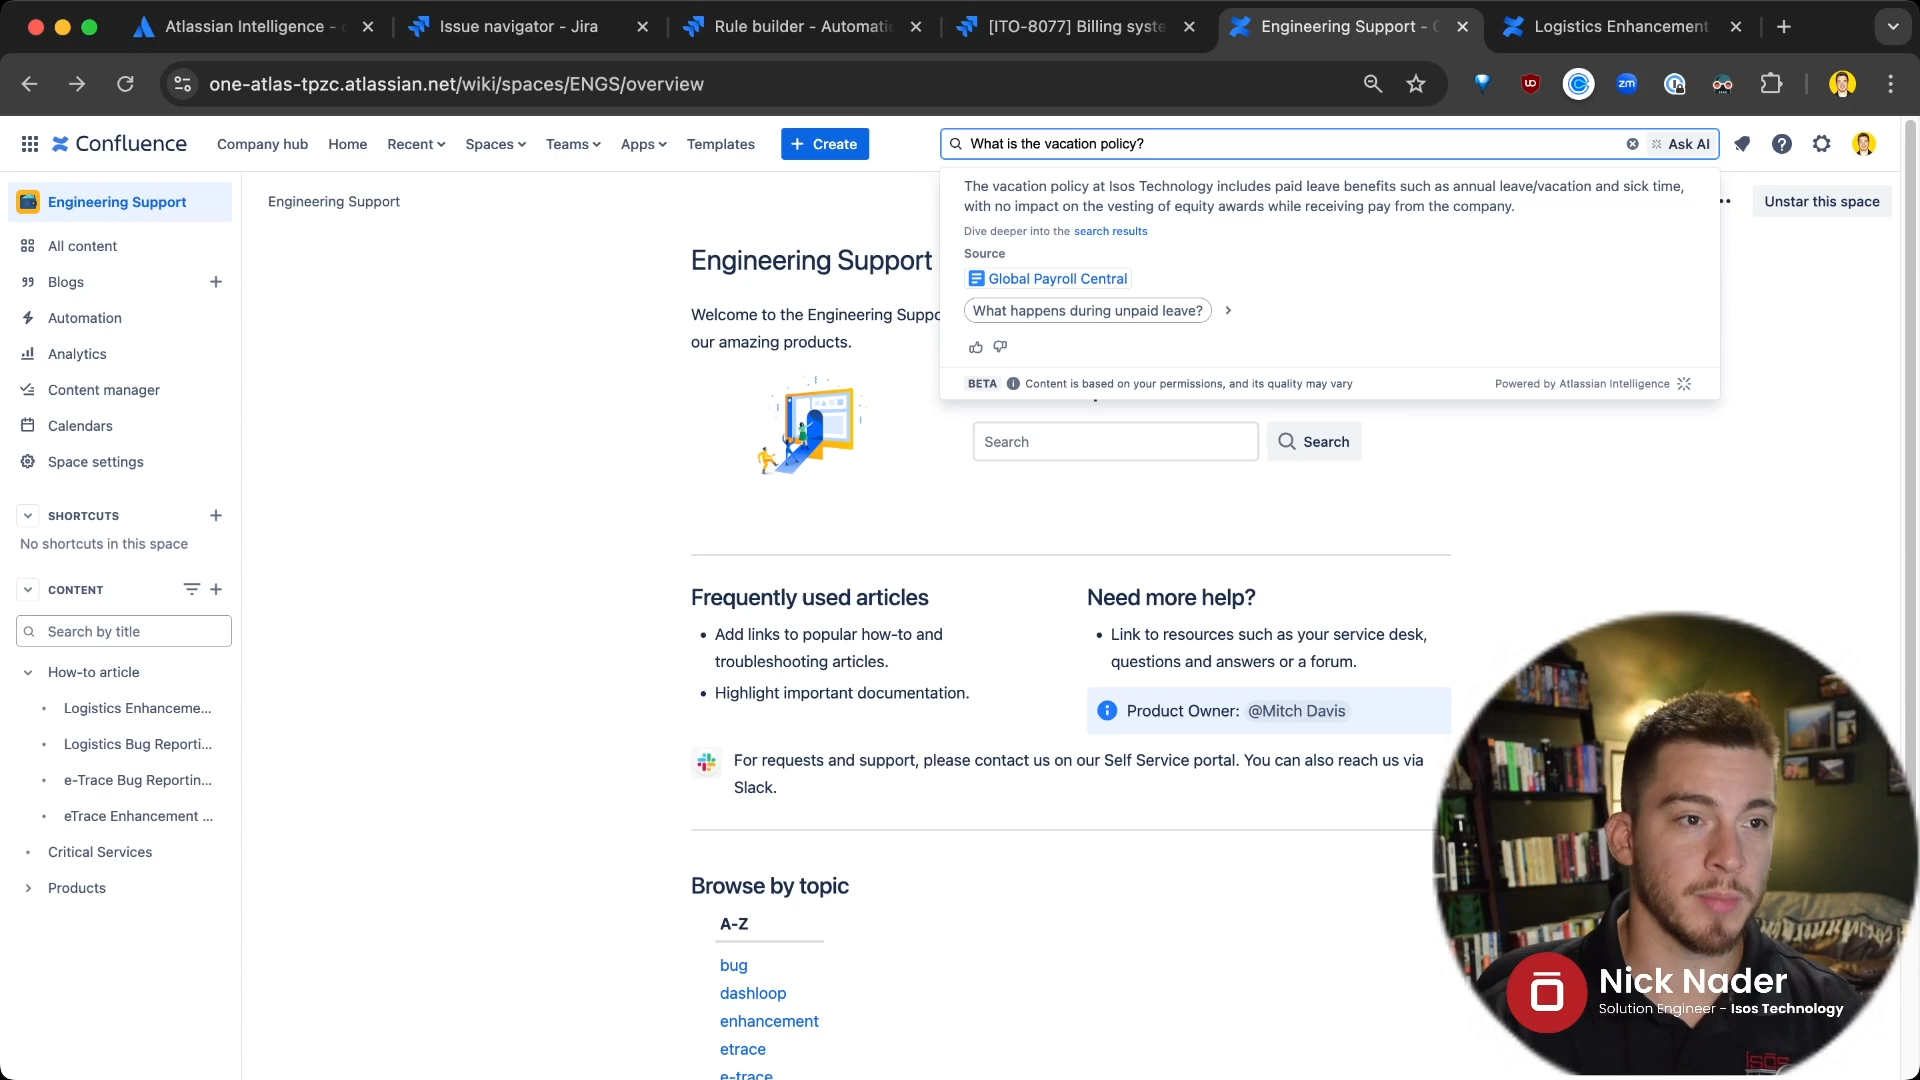 Atlassian Intelligence -
Issue navigator - Jira
Rule builder - Automatic
[ITO-8077] Billing syste
Engineering Support - C
Logistics Enhancement
one-atlas-tpzc.atlassian.net/wiki/spaces/ENGS/overview
zm
Confluence
Company hub
Home
Recent
Spaces
Teams
Apps
Templates
+ Create
What is the vacation policy?
Ask AI
Engineering Support
All content
Blogs
Automation
Analytics
Content manager
Calendars
Space settings
SHORTCUTS
No shortcuts in this space
CONTENT
Search by title
How-to article
Logistics Enhanceme...
Logistics Bug Reporti...
e-Trace Bug Reportin...
eTrace Enhancement ...
Critical Services
Products
Engineering Support
Unstar this space
The vacation policy at Isos Technology includes paid leave benefits such as annual leave/vacation and sick time,
with no impact on the vesting of equity awards while receiving pay from the company.
Dive deeper into the search results
Source
Global Payroll Central
What happens during unpaid leave?
BETA Content is based on your permissions, and its quality may vary
Powered by Atlassian Intelligence
Engineering Support
Welcome to the Engineering Suppo
our amazing products.
Search
Search
Frequently used articles
• Add links to popular how-to and
troubleshooting articles.
• Highlight important documentation.
Need more help?
• Link to resources such as your service desk,
questions and answers or a forum.
Product Owner: @Mitch Davis
For requests and support, please contact us on our Self Service portal. You can also reach us via
Slack.
Browse by topic
A-Z
bug
dashloop
enhancement
etrace
e-trace
Nick Nader
Solution Engineer - Isos Technology
isos